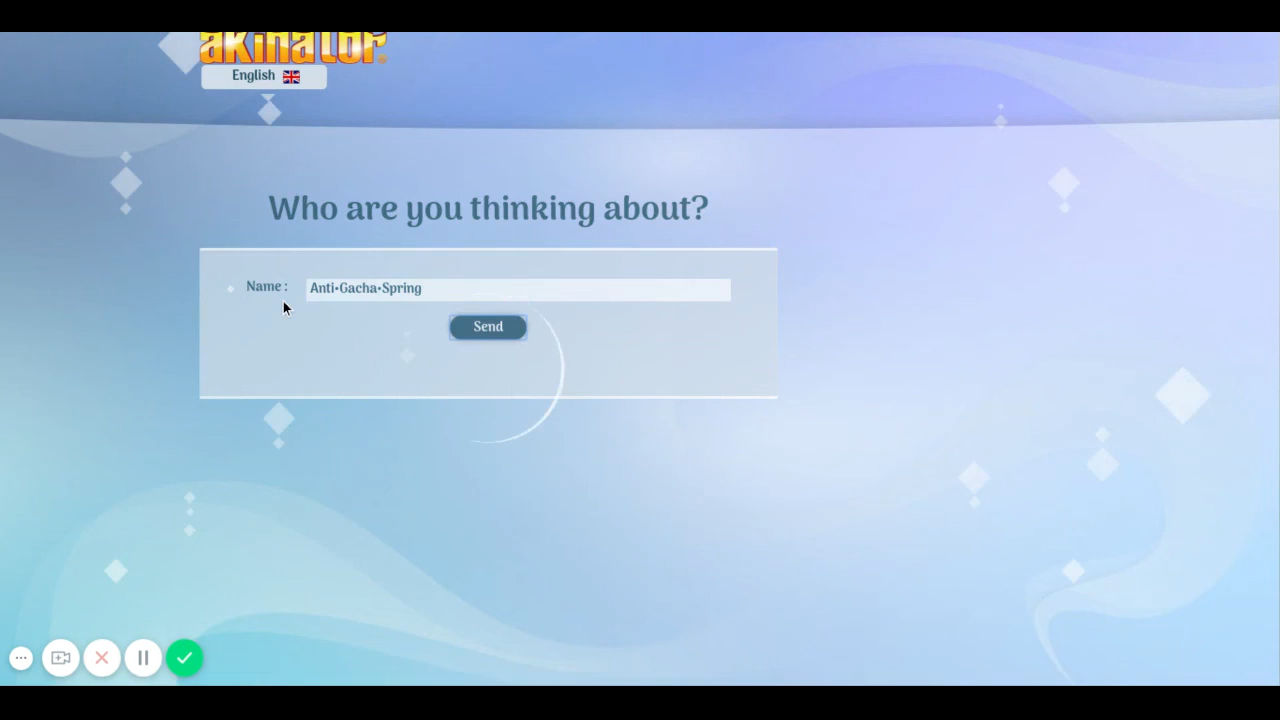 akinator®
English
Who are you thinking about?
Name :
Anti•Gacha•Spring
Send